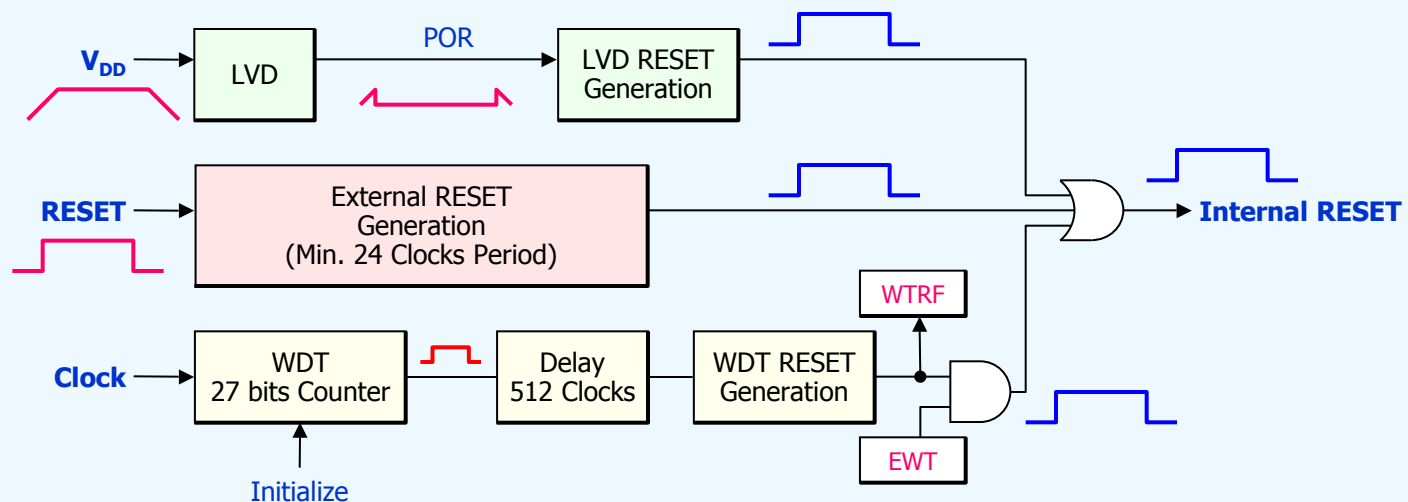 V_DD
LVD
POR
LVD RESET
Generation
RESET
External RESET
Generation
(Min. 24 Clocks Period)
Internal RESET
WTRF
Clock
WDT
27 bits Counter
Delay
512 Clocks
WDT RESET
Generation
EWT
Initialize